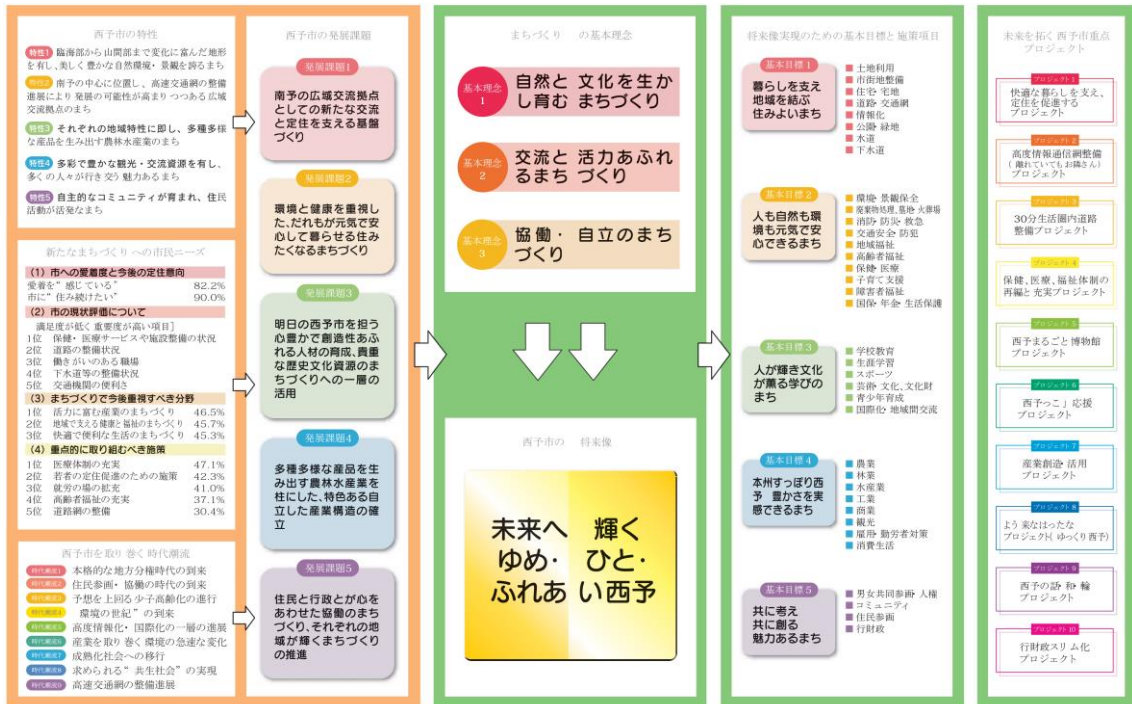 西予市の特性
特性1 臨海部から山間部まで変化に富んだ地形
を有し、美しく豊かな自然環境・景観を誇るまち
特性2 南予の中心に位置し、高速交通網の整備
進展により発展の可能性が高まりつつある広域
交流拠点のまち
特性3 それぞれの地域特性に即し、多種多様
な産品を生み出す農林水産業のまち
特性4 多彩で豊かな観光・交流資源を有し、
多くの人々が行き交う魅力あるまち
特性5 自主的なコミュニティが育まれ、住民
活動が活発なまち
新たなまちづくりへの市民ニーズ
(1) 市への愛着度と今後の定住意向
愛着を“感じている” 82.2%
市に“住み続けたい” 90.0%
(2) 市の現状評価について
満足度が低く重要度が高い項目]
1位 保健・医療サービスや施設整備の状況
2位 道路の整備状況
3位 働きがいのある職場
4位 下水道等の整備状況
5位 交通機関の便利さ
(3) まちづくりで今後重視すべき分野
1位 活力に富む産業のまちづくり 46.5%
2位 地域で支える健康と福祉のまちづくり 45.7%
3位 快適で便利な生活のまちづくり 45.3%
(4) 重点的に取り組むべき施策
1位 医療体制の充実 47.1%
2位 若者の定住促進のための施策 42.3%
3位 就労の場の拡充 41.0%
4位 高齢者福祉の充実 37.1%
5位 道路網の整備 30.4%
西予市を取り巻く時代潮流
時代潮流1 本格的な地方分権時代の到来
時代潮流2 住民参画・協働の時代の到来
時代潮流3 予想を上回る少子高齢化の進行
時代潮流4 環境の世紀”の到来
時代潮流5 高度情報化・国際化の一層の進展
時代潮流6 産業を取り巻く環境の急速な変化
時代潮流7 成熟化社会への移行
時代潮流8 求められる“共生社会”の実現
時代潮流9 高速交通網の整備進展
西予市の発展課題
発展課題1
南予の広域交流拠点
としての新たな交流
と定住を支える基盤
づくり
発展課題2
環境と健康を重視し
た、だれもが元気で安
心して暮らせる住み
たくなるまちづくり
発展課題3
明日の西予市を担う
心豊かで創造性あふ
れる人材の育成、貴重
な歴史文化資源のま
ちづくりへの一層の
活用
発展課題4
多種多様な産品を生
み出す農林水産業を
柱にした、特色ある自
立した産業構造の確
立
発展課題5
住民と行政とが心を
あわせた協働のまち
づくり、それぞれの地
域が輝くまちづくり
の推進
まちづくり の基本理念
基本理念
1
自然と 文化を生か
し育む まちづくり
基本理念
2
交流と 活力あふれ
るまち づくり
基本理念
3
協働・ 自立のまち
づくり
西予市の 将来像
未来へ 輝く
ゆめ・ ひと・
ふれあ い西予
将来像実現のための基本目標と施策項目
基本目標1
暮らしを支え
地域を結ぶ
住みよいまち
土地利用
市街地整備
住宅・宅地
道路・交通網
情報化
公園・緑地
水道
下水道
基本目標2
人も自然も環
境も元気で安
心できるまち
環境・景観保全
廃棄物処理、墓地・火葬場
消防・防災・救急
交通安全・防犯
地域福祉
高齢者福祉
保健・医療
子育て支援
障害者福祉
国保・年金・生活保護
基本目標3
人が輝き文化
が薫る学びの
まち
学校教育
生涯学習
スポーツ
芸術・文化、文化財
青少年育成
国際化・地域間交流
基本目標4
本州すっぽり西
予 豊かさを実
感できるまち
農業
林業
水産業
工業
商業
観光
雇用・勤労者対策
消費生活
基本目標5
共に考え
共に創る
魅力あるまち
男女共同参画・人権
コミュニティ
住民参画
行財政
未来を拓く西予市重点
プロジェクト
プロジェクト1
快適な暮らしを支え、
定住を促進する
プロジェクト
プロジェクト2
高度情報通信網整備
(離れていてもお隣さん)
プロジェクト
プロジェクト3
30分生活圏内道路
整備プロジェクト
プロジェクト4
保健、医療、福祉体制の
再編と充実プロジェクト
プロジェクト5
西予まるごと博物館
プロジェクト
プロジェクト6
西予っこ」応援
プロジェクト
プロジェクト7
産業創造・活用
プロジェクト
プロジェクト8
よう来なはったな
プロジェクト(ゆっくり西予)
プロジェクト9
西予の話・和・輪
プロジェクト
プロジェクト10
行財政スリム化
プロジェクト